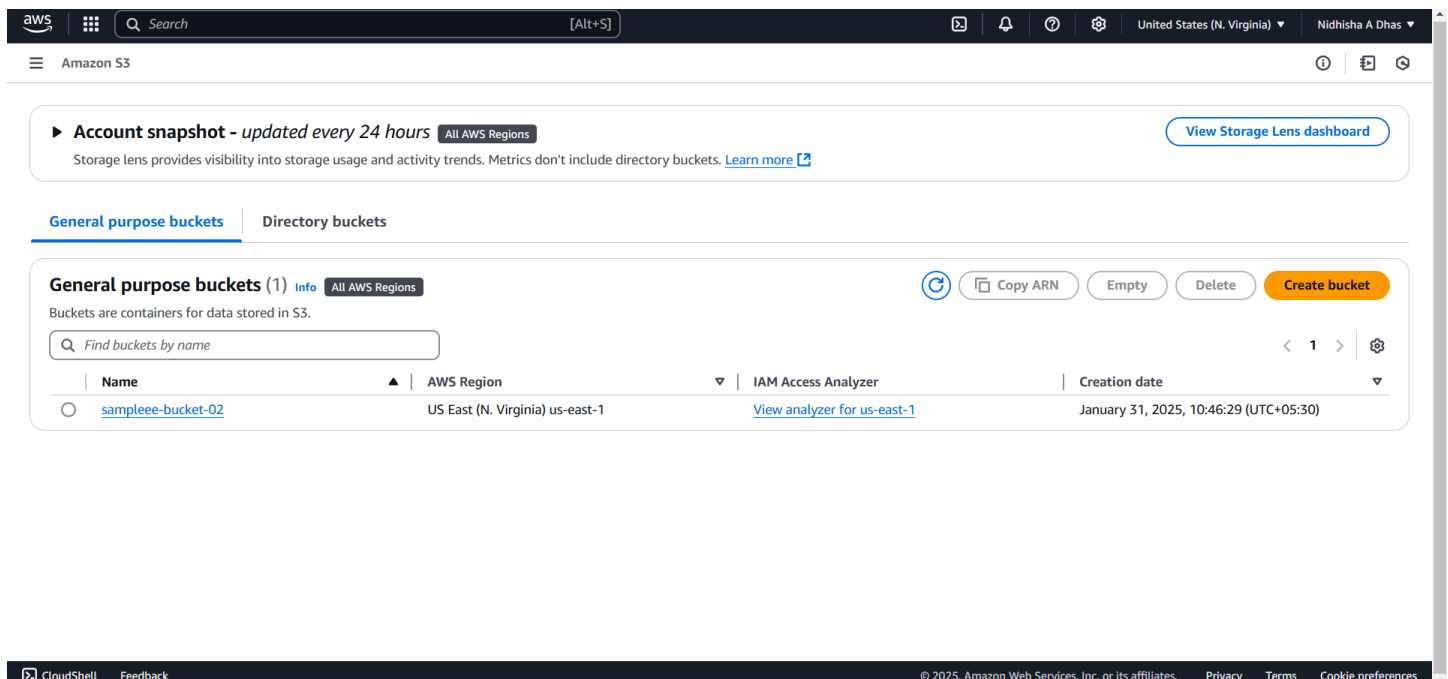 aws
Search [Alt+S] United States (N. Virginia) ▼ Nidhisha A Dhas ▼
Amazon S3
Account snapshot - updated every 24 hours All AWS Regions View Storage Lens dashboard
Storage lens provides visibility into storage usage and activity trends. Metrics don't include directory buckets. Learn more
General purpose buckets Directory buckets
General purpose buckets (1) Info All AWS Regions Copy ARN Empty Delete Create bucket
Buckets are containers for data stored in S3.
Find buckets by name 1
Name AWS Region IAM Access Analyzer Creation date
sampleee-bucket-02 US East (N. Virginia) us-east-1 View analyzer for us-east-1 January 31, 2025, 10:46:29 (UTC+05:30)
CloudShell Feedback © 2025, Amazon Web Services, Inc. or its affiliates. Privacy Terms Cookie preferences